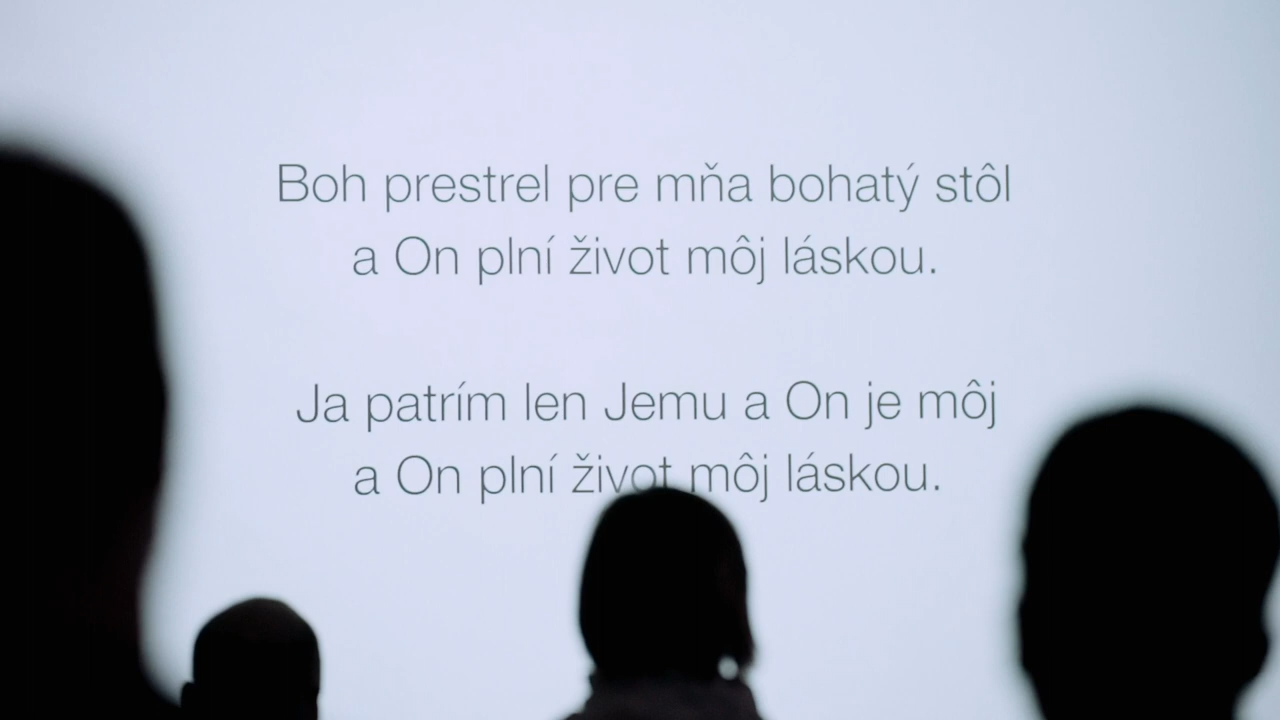 Boh prestrel pre mňa bohatý stôl
a On plní život môj láskou.
Ja patrím len Jemu a On je môj
a On plní život môj láskou.